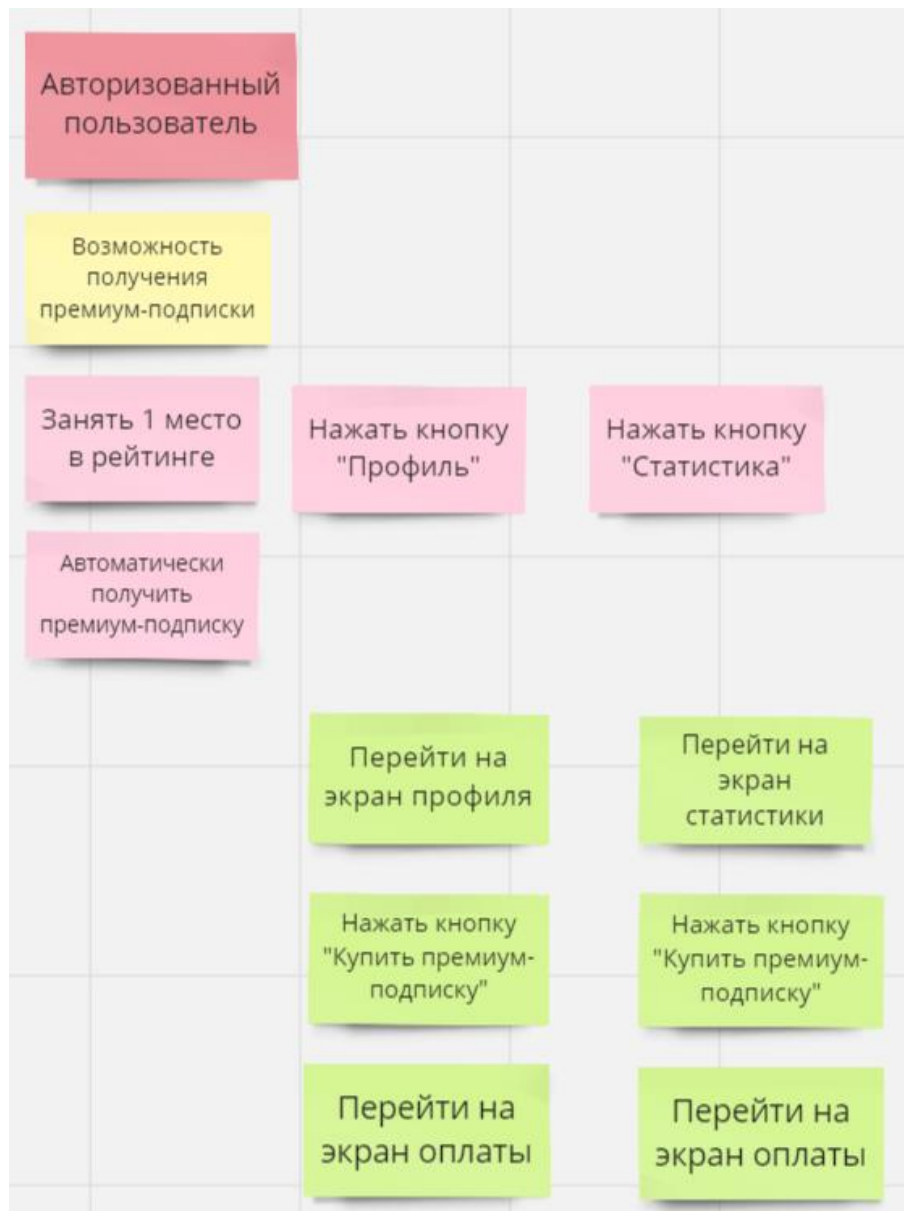 Авторизованный
пользователь
Возможность
получения
премиум-подписки
Занять 1 место
в рейтинге
Нажать кнопку
"Профиль"
Нажать кнопку
"Статистика"
Автоматически
получить
премиум-подписку
Перейти на
экран профиля
Перейти на
экран
статистики
Нажать кнопку
"Купить премиум-
подписку"
Нажать кнопку
"Купить премиум-
подписку"
Перейти на
экран оплаты
Перейти на
экран оплаты